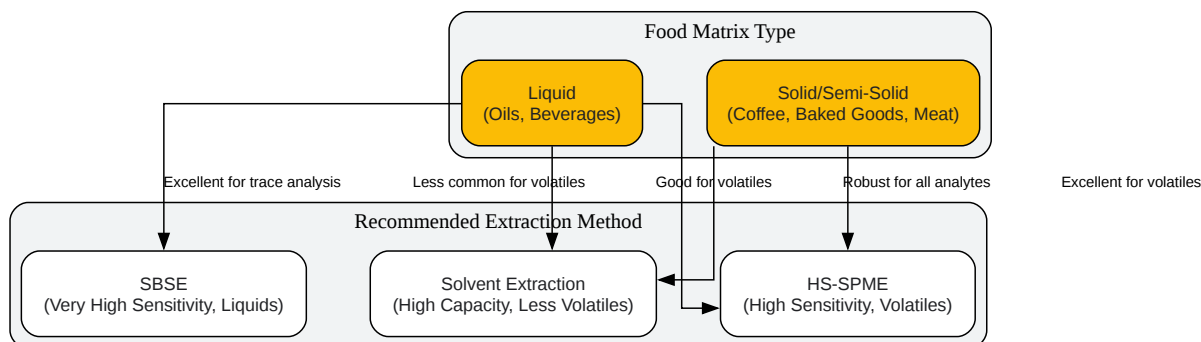 Food Matrix Type
Liquid
(Oils, Beverages)
Solid/Semi-Solid
(Coffee, Baked Goods, Meat)
Excellent for trace analysis
Less common for volatiles
Good for volatiles
Robust for all analytes
Excellent for volatiles
Recommended Extraction Method
SBSE
(Very High Sensitivity, Liquids)
Solvent Extraction
(High Capacity, Less Volatiles)
HS-SPME
(High Sensitivity, Volatiles)